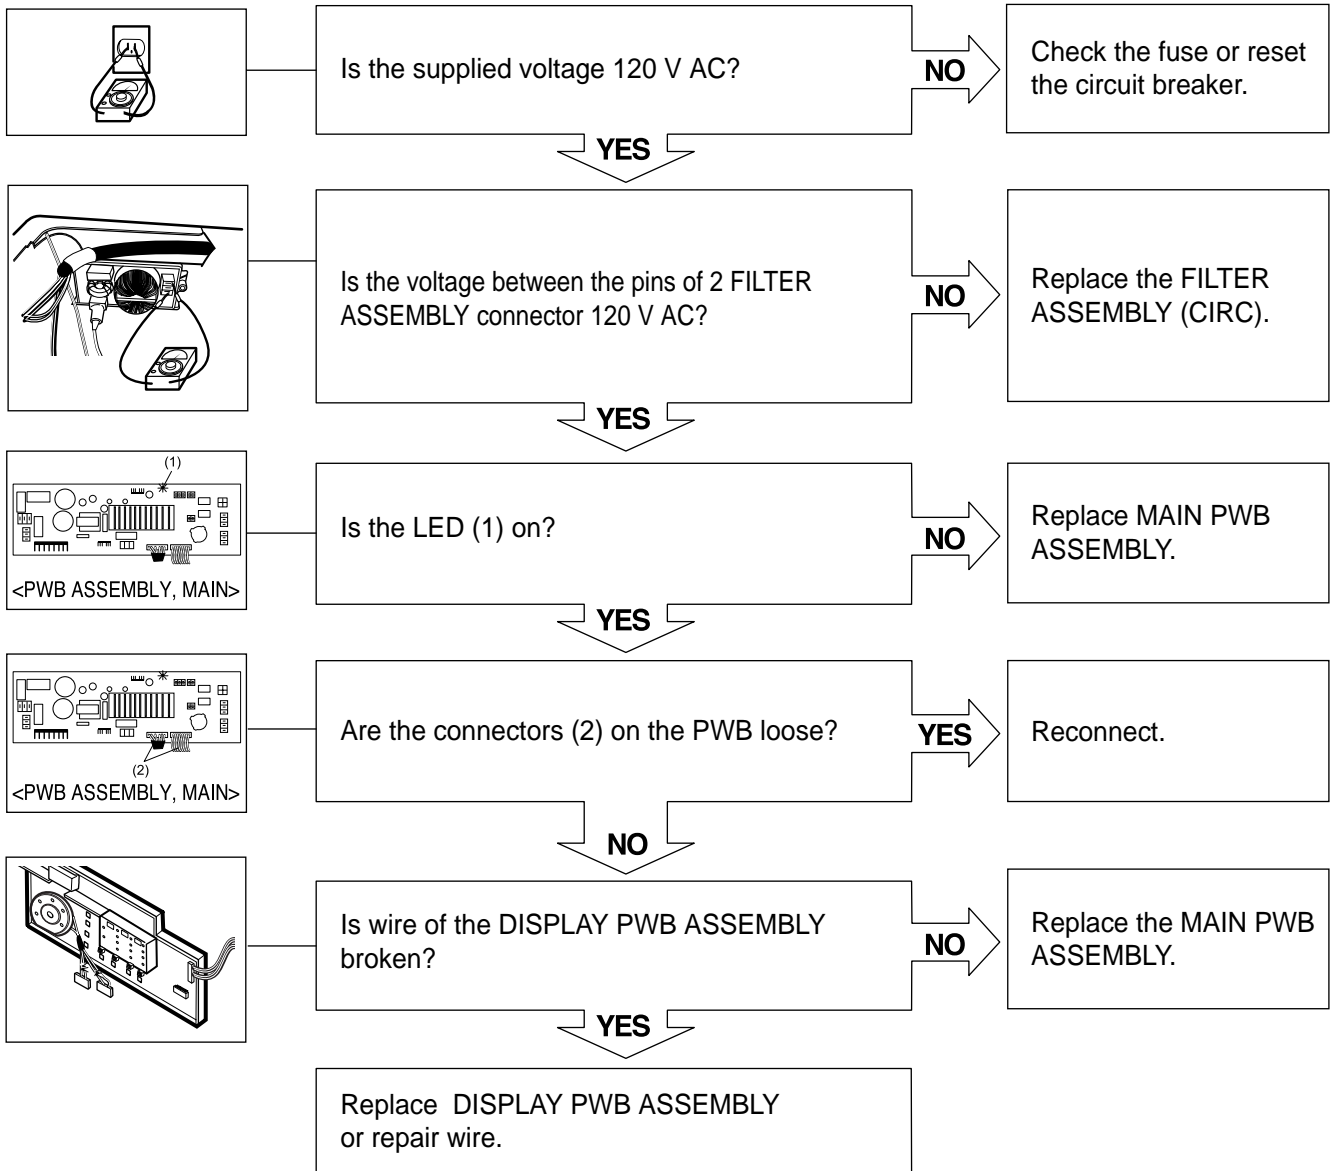 Is the supplied voltage 120 V AC?
NO
Check the fuse or reset
the circuit breaker.
YES
Is the voltage between the pins of 2 FILTER
ASSEMBLY connector 120 V AC?
NO
Replace the FILTER
ASSEMBLY (CIRC).
YES
(1)
<PWB ASSEMBLY, MAIN>
Is the LED (1) on?
NO
Replace MAIN PWB
ASSEMBLY.
YES
(2)
<PWB ASSEMBLY, MAIN>
Are the connectors (2) on the PWB loose?
YES
Reconnect.
NO
Is wire of the DISPLAY PWB ASSEMBLY
broken?
NO
Replace the MAIN PWB
ASSEMBLY.
YES
Replace DISPLAY PWB ASSEMBLY
or repair wire.